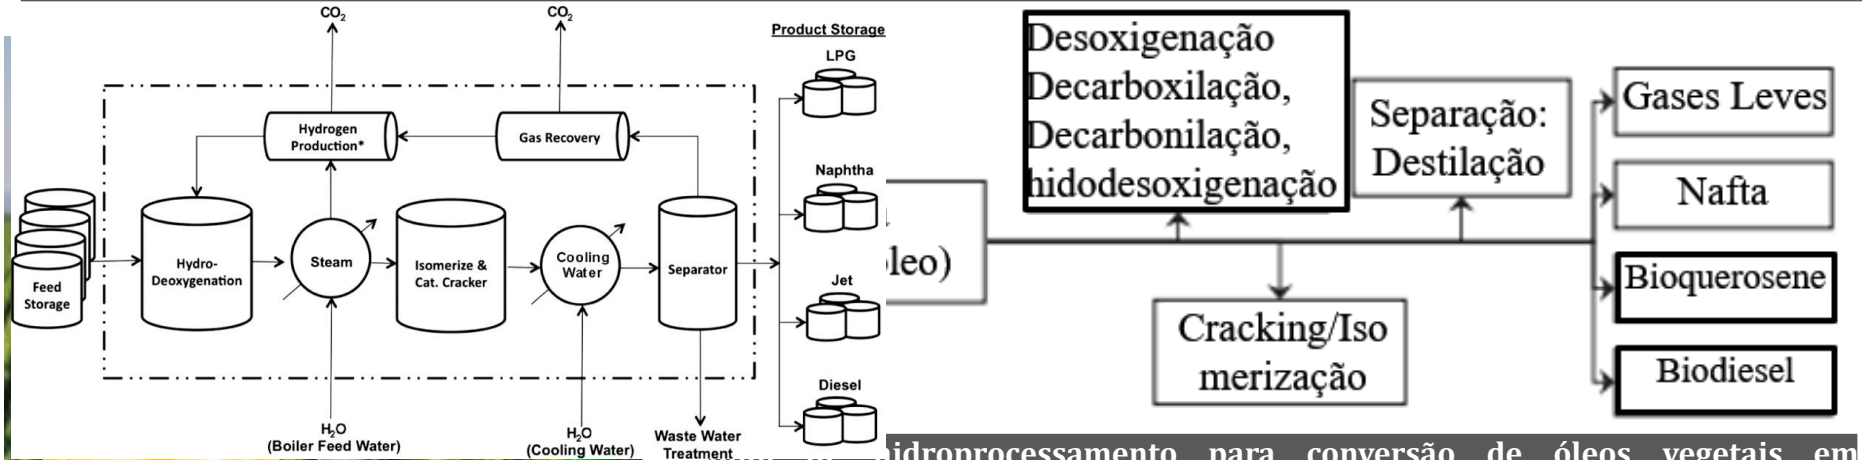 CO₂
CO₂
Product Storage
LPG
Hydrogen
Production*
Gas Recovery
Naphtha
Feed
Storage
Hydro-
Deoxygenation
Steam
Isomerize &
Cat. Cracker
Cooling
Water
Separator
Jet
Diesel
H₂O
(Boiler Feed Water)
H₂O
(Cooling Water)
Waste Water
Treatment
leo)
Desoxigenação
Decarboxilação,
Decarbonilação,
hidodesoxigenação
Cracking/Iso
merização
Separação:
Destilação
Gases Leves
Nafta
Bioquerosene
Biodiesel
hidroprocessamento para conversão de óleos vegetais em